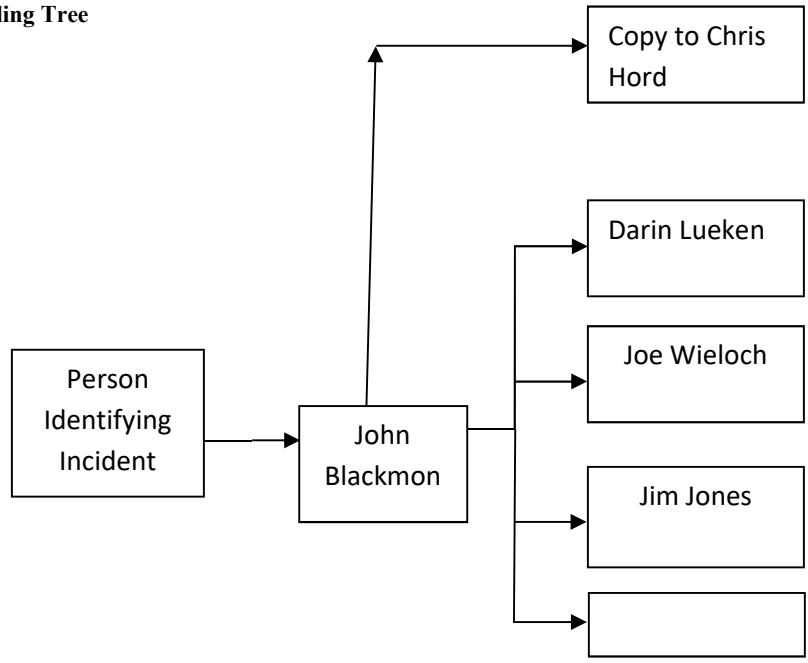 ling Tree
Copy to Chris
Hord
Darin Lueken
Joe Wieloch
Person
Identifying
Incident
John
Blackmon
Jim Jones